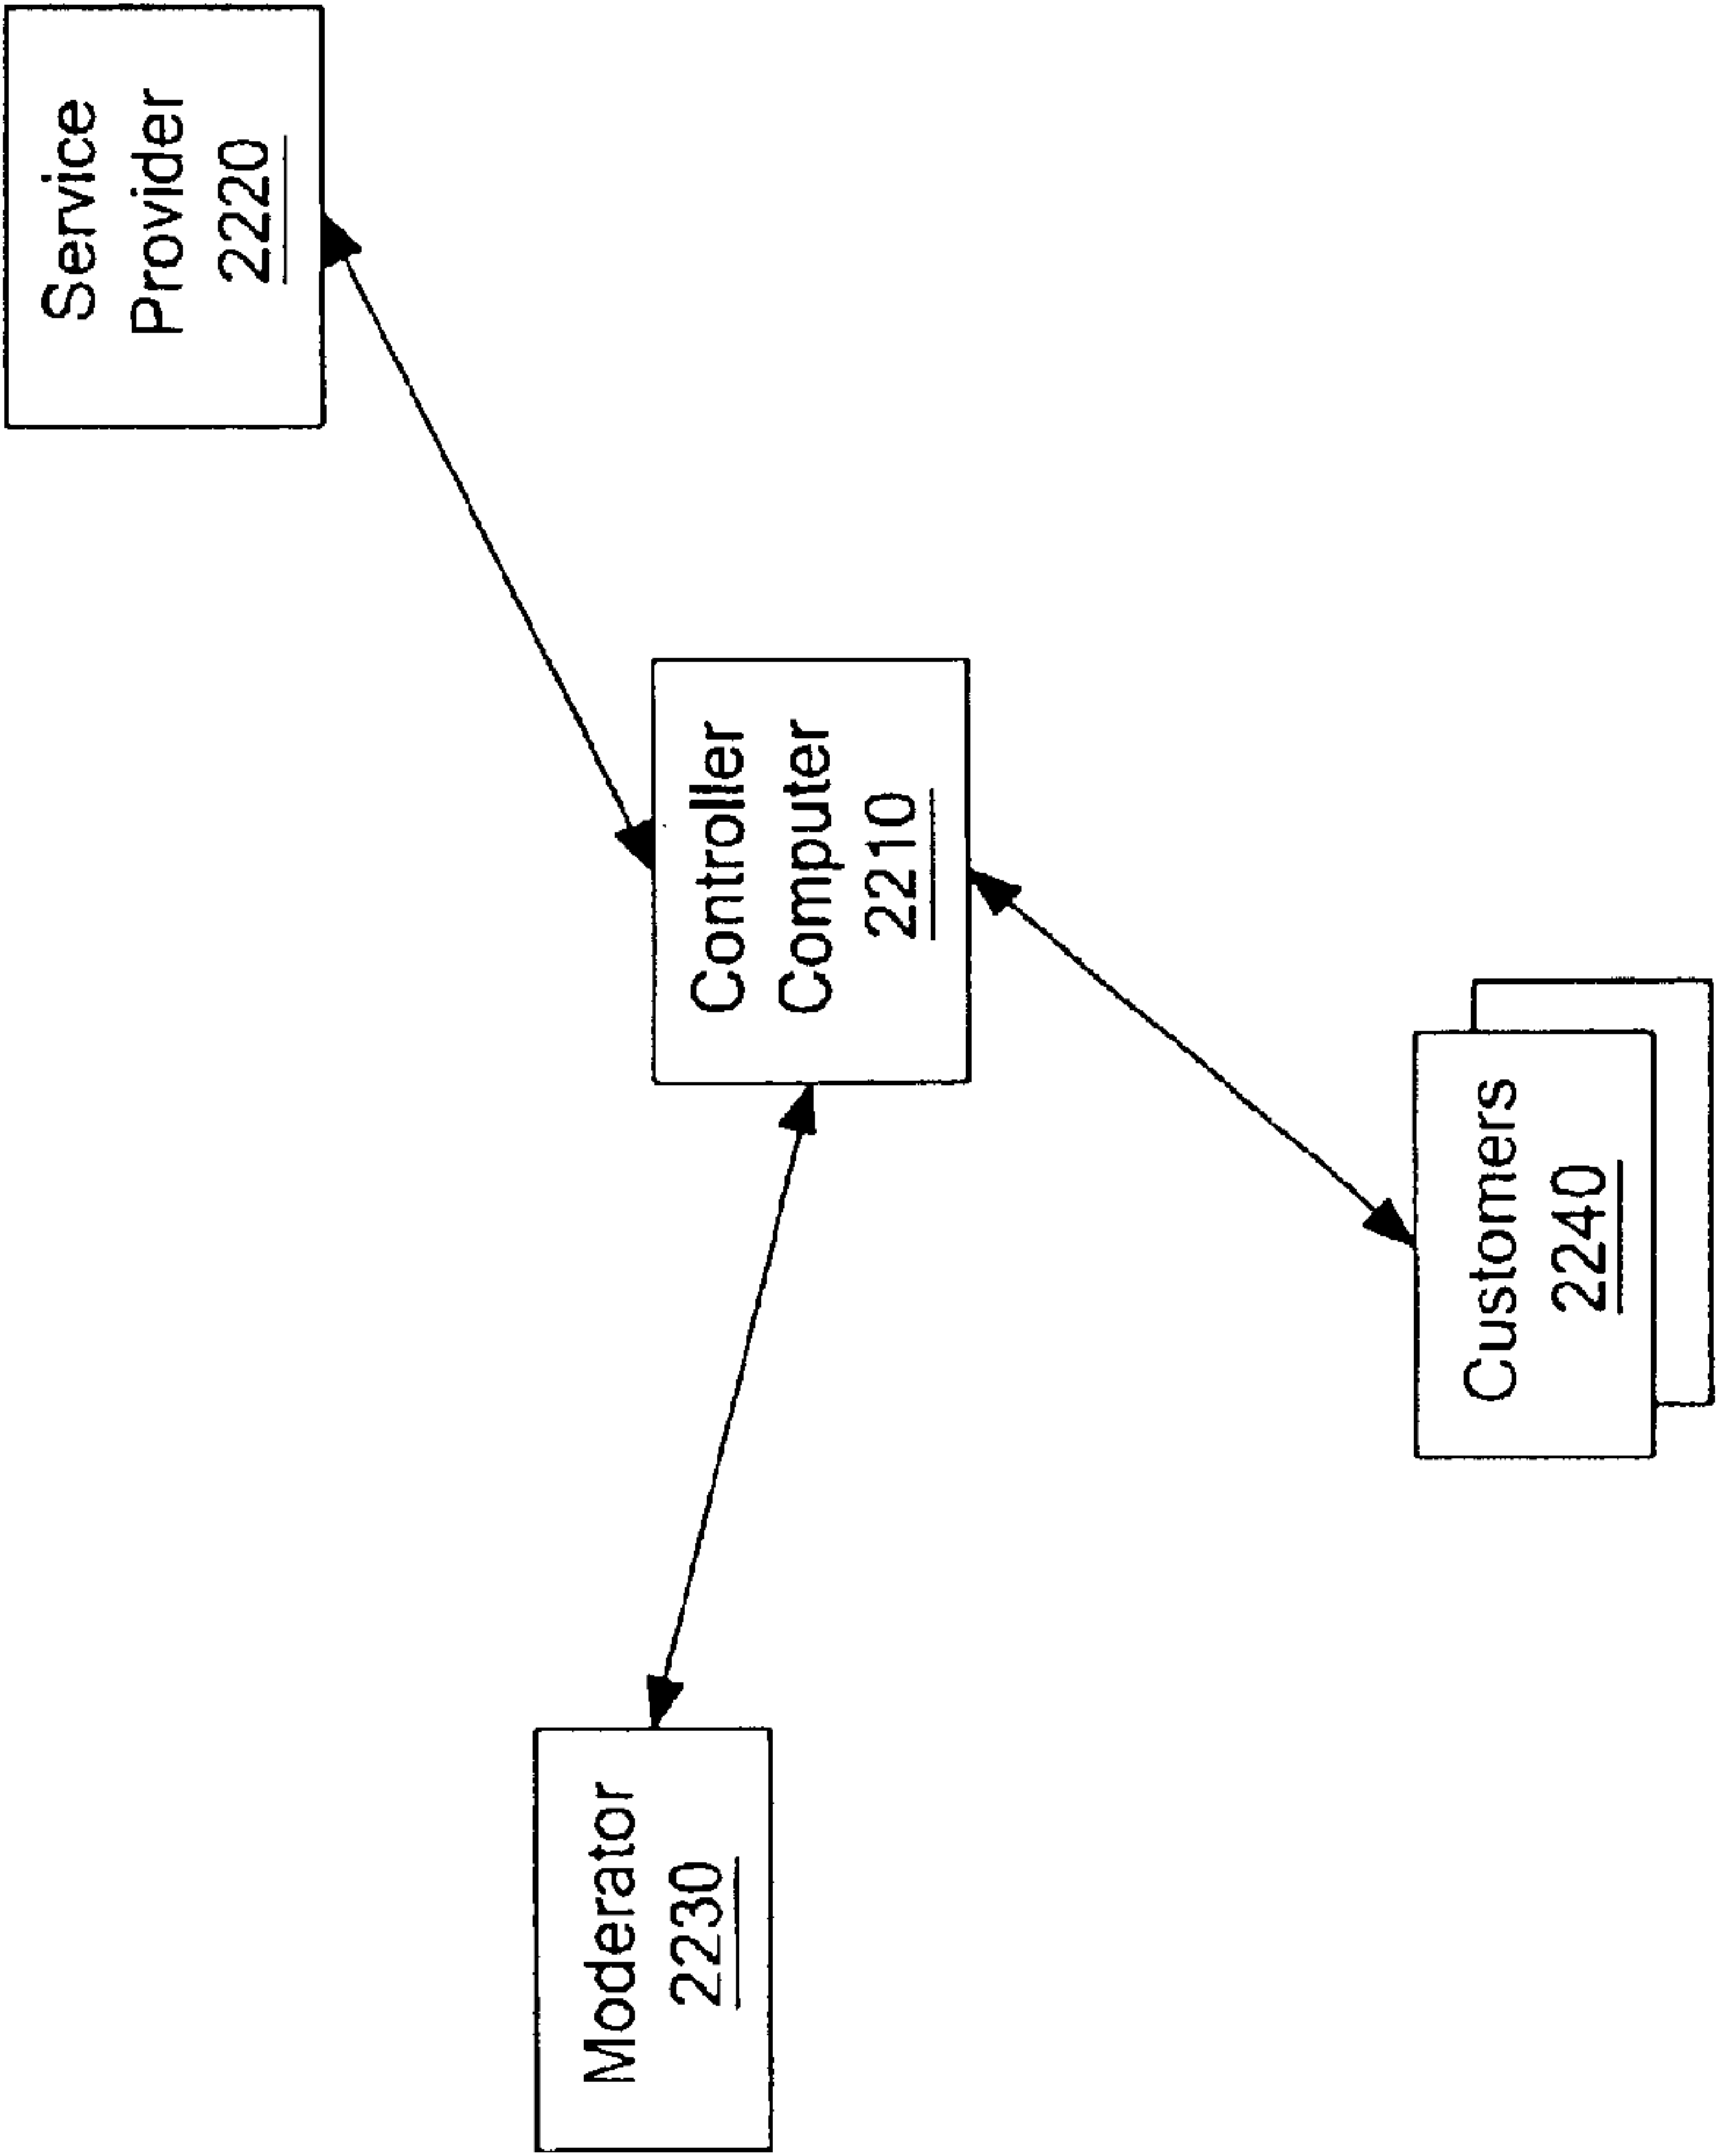 Service
Provider
2220
Controller
Computer
2210
Moderator
2230
Customers
2240